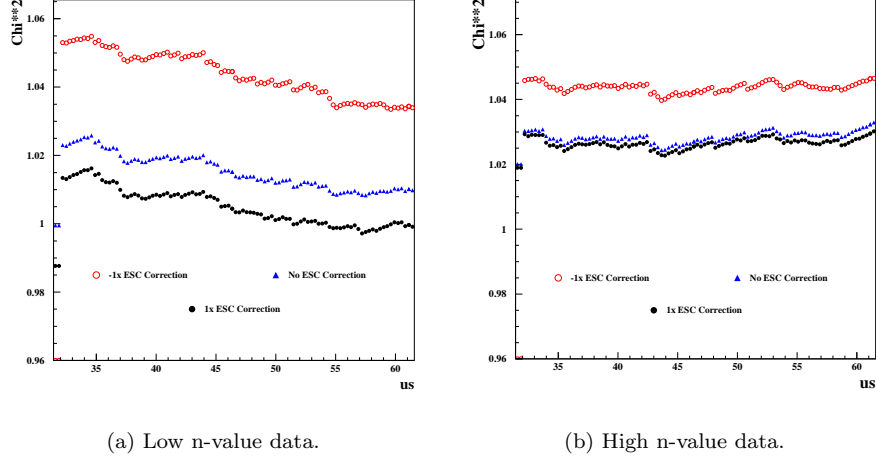 Chi**2
1.06
1.04
1.02
1
0.98
0.96
-1x ESC Correction
No ESC Correction
1x ESC Correction
35 40 45 50 55 60
us
(a) Low n-value data.
Chi**2
1.06
1.04
1.02
1
0.98
0.96
-1x ESC Correction
No ESC Correction
1x ESC Correction
35 40 45 50 55 60
us
(b) High n-value data.